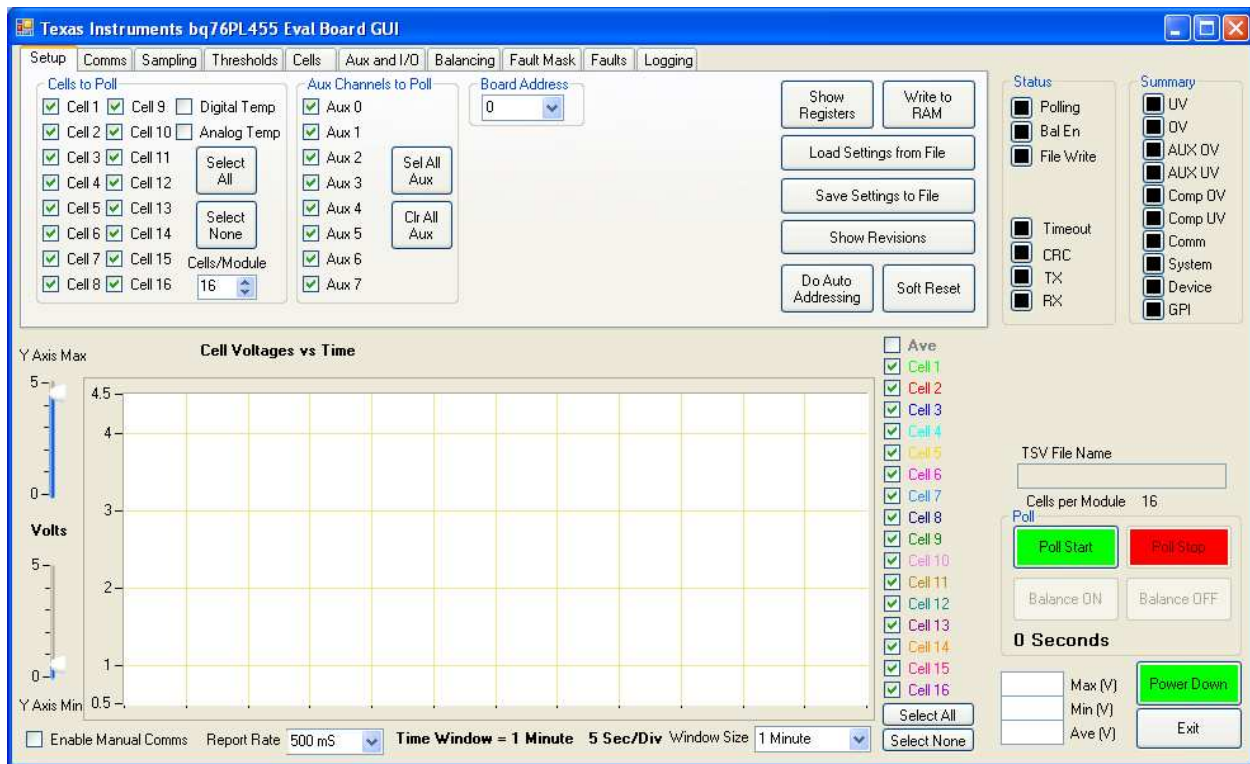 Texas Instruments bq76PL455 Eval Board GUI
Setup Comms Sampling Thresholds Cells Aux and I/O Balancing Fault Mask Faults Logging
Cells to Poll
Cell 1 Cell 9 Digital Temp
Cell 2 Cell 10 Analog Temp
Cell 3 Cell 11
Cell 4 Cell 12
Cell 5 Cell 13
Cell 6 Cell 14
Cell 7 Cell 15
Cell 8 Cell 16
Select All
Select None
Cells/Module
16
Aux Channels to Poll
Aux 0
Aux 1
Aux 2
Aux 3
Aux 4
Aux 5
Aux 6
Aux 7
Sel All Aux
Clr All Aux
Board Address
0
Show Registers
Write to RAM
Load Settings from File
Save Settings to File
Show Revisions
Do Auto Addressing
Soft Reset
Status
Polling
Bal En
File Write
Timeout
CRC
TX
RX
Summary
UV
OV
AUX OV
AUX UV
Comp OV
Comp UV
Comm
System
Device
GPI
Y Axis Max
5
0
Volts
5
0
Y Axis Min
Cell Voltages vs Time
4.5
4
3
2
1
0.5
Ave
Cell 1
Cell 2
Cell 3
Cell 4
Cell 5
Cell 6
Cell 7
Cell 8
Cell 9
Cell 10
Cell 11
Cell 12
Cell 13
Cell 14
Cell 15
Cell 16
Select All
Select None
TSV File Name
Cells per Module 16
Poll
Poll Start
Poll Stop
Balance ON
Balance OFF
0 Seconds
Max (V)
Min (V)
Ave (V)
Power Down
Exit
Enable Manual Comms Report Rate 500 mS Time Window = 1 Minute 5 Sec/Div Window Size 1 Minute